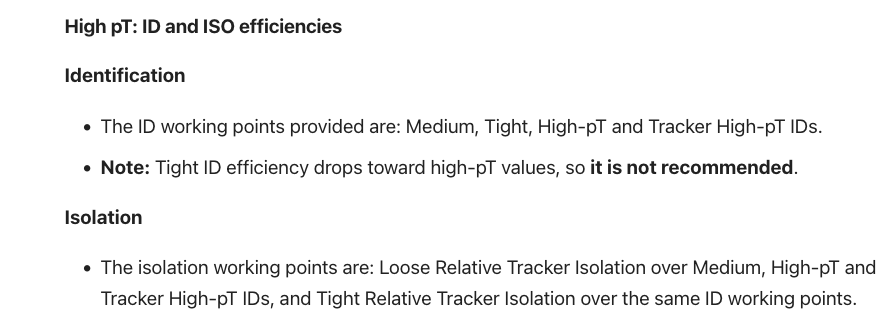 High pT: ID and ISO efficiencies
Identification
• The ID working points provided are: Medium, Tight, High-pT and Tracker High-pT IDs.
• Note: Tight ID efficiency drops toward high-pT values, so it is not recommended.
Isolation
• The isolation working points are: Loose Relative Tracker Isolation over Medium, High-pT and
Tracker High-pT IDs, and Tight Relative Tracker Isolation over the same ID working points.